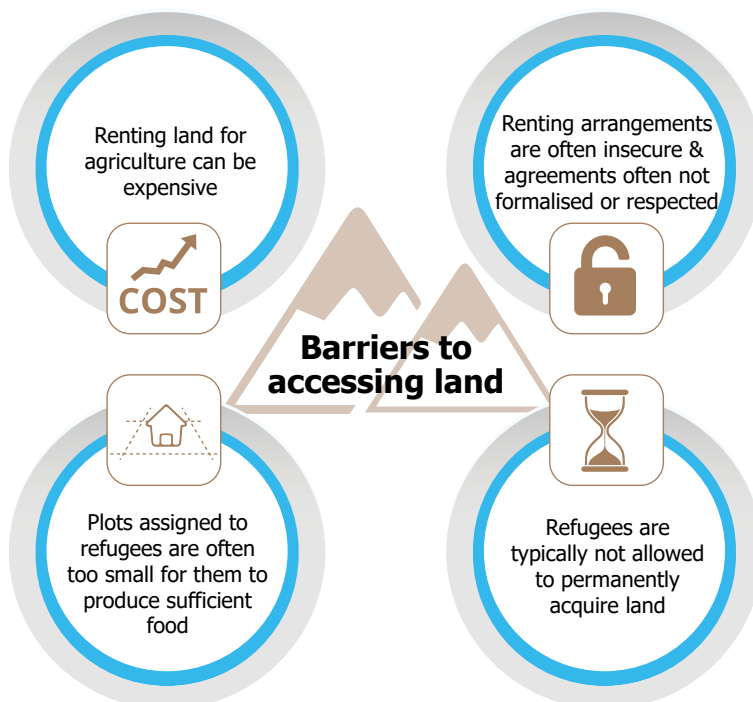 Renting land for
agriculture can be
expensive
COST
Renting arrangements
are often insecure &
agreements often not
formalised or respected
Barriers to
accessing land
Plots assigned to
refugees are often
too small for them to
produce sufficient
food
Refugees are
typically not allowed
to permanently
acquire land